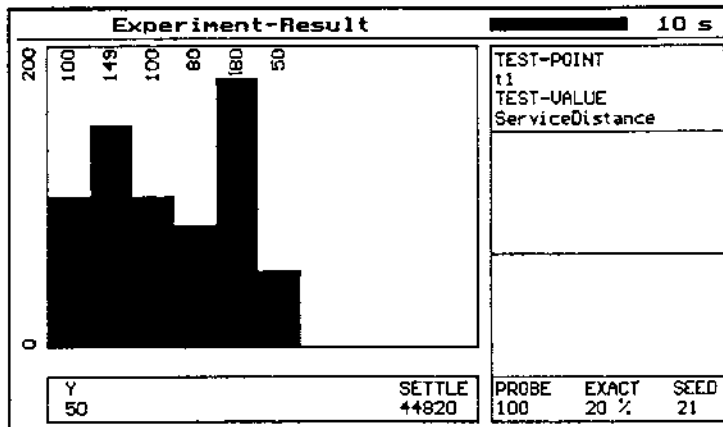 Experiment-Result 10 s
200 100 149 100 80 180 50
0
TEST-POINT
t1
TEST-VALUE
ServiceDistance
Y SETTLE
50 44820
PROBE EXACT SEED
100 20 % 21